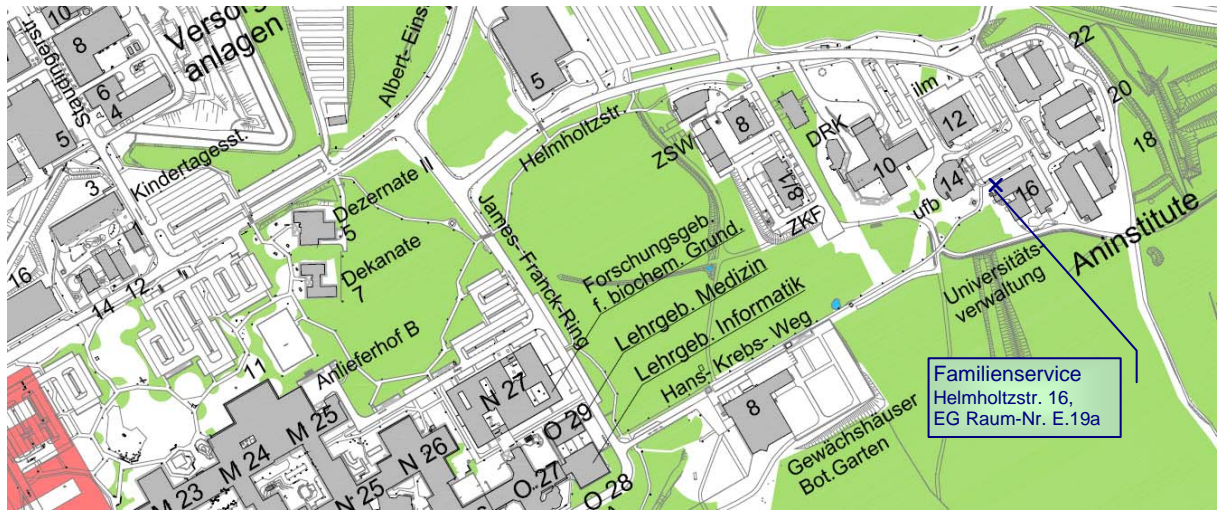 10
8
6
4
Staudingerstr
5
3
Versorg
anlagen
Kindertagesst.
Albert-Eins
5
Helmholtzstr.
James-Franck-Ring
Dezernate II
5
Dekanate
7
16
14
12
11
Anlieferhof B
M 25
M 24
M 23
N 27
N 26
N 25
O 29
O 27
O 28
Forschungsgeb.
f. biochem. Grund.
Lehrgeb. Medizin
Lehrgeb. Informatik
Hans-Krebs-Weg
8
Gewächshäuser
Bot.Garten
ZSW
8
8/1
ZKF
DRK
10
ilm
12
14
ufb
16
Universitäts
verwaltung
22
20
18
Aninstitute
Familienservice
Helmholtzstr. 16,
EG Raum-Nr. E.19a